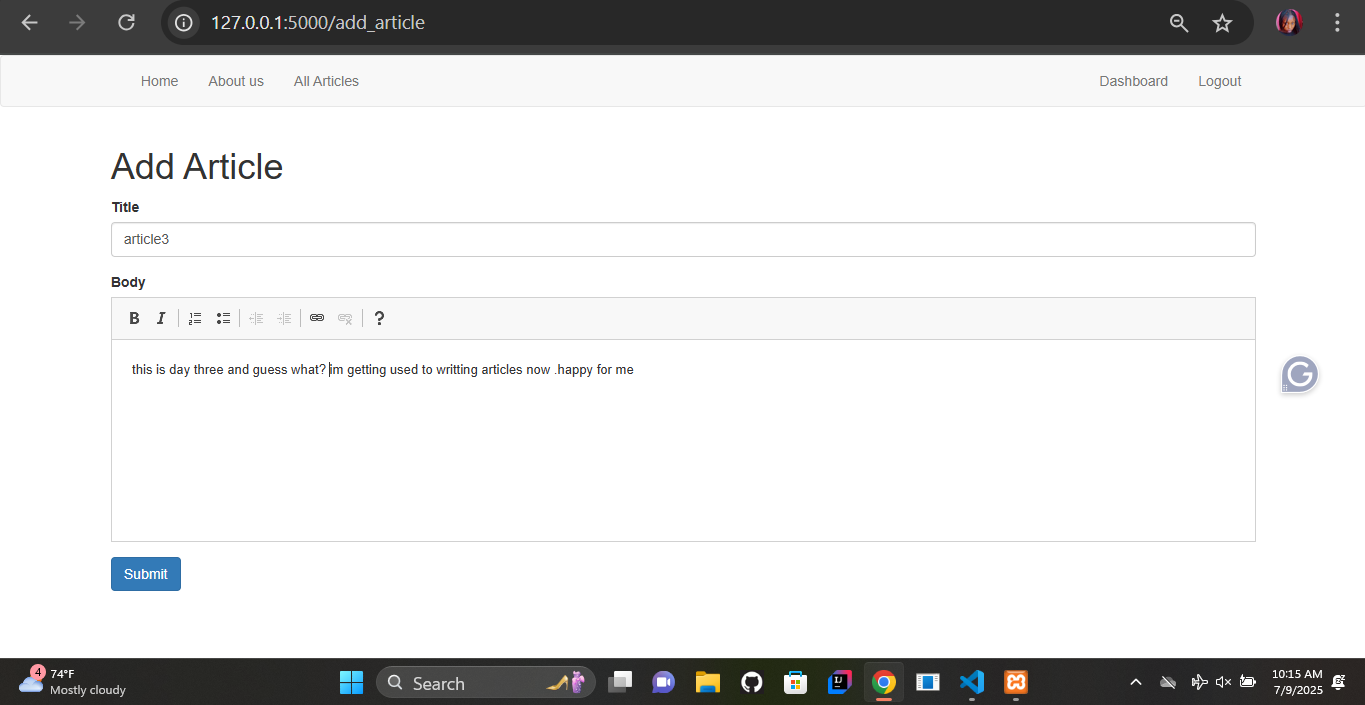 127.0.0.1:5000/add_article
Home About us All Articles Dashboard Logout
Add Article
Title
article3
Body
B I ?
this is day three and guess what? im getting used to writting articles now .happy for me
G
Submit
4
74°F
Mostly cloudy
Search
10:15 AM
7/9/2025